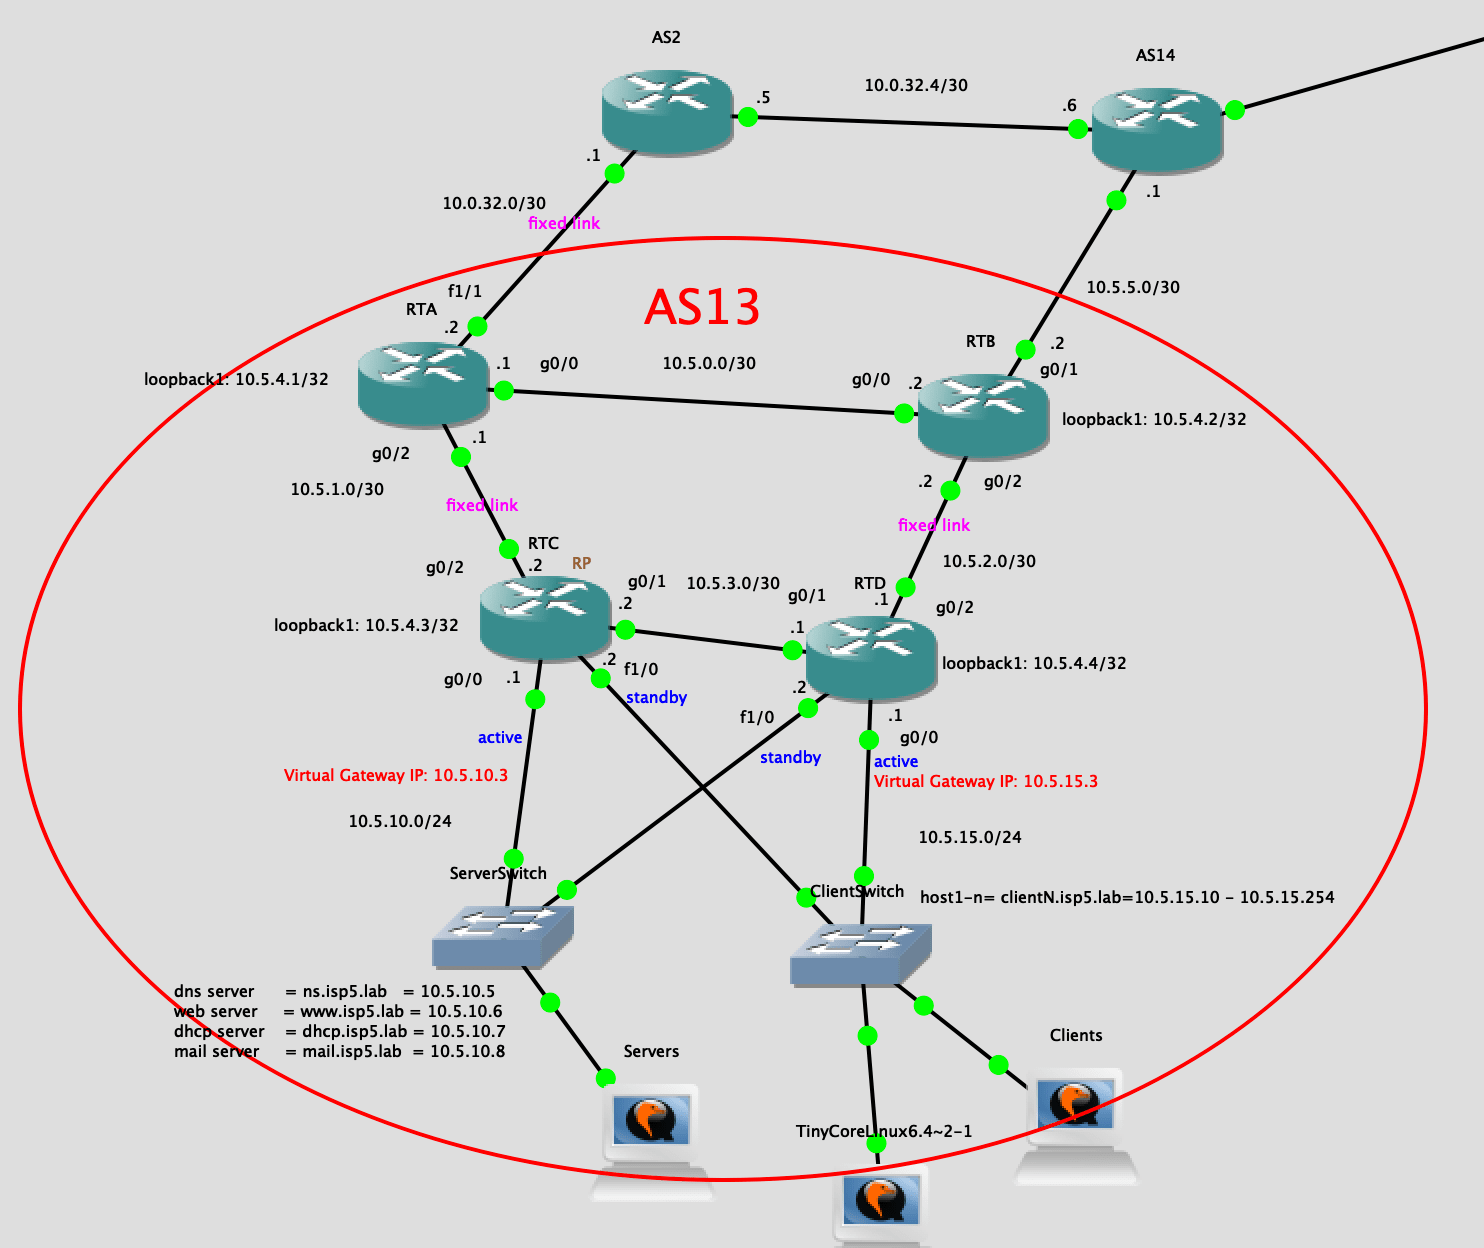 AS2
AS14
10.0.32.4/30
.5
.6
.1
.1
10.0.32.0/30
fixed link
10.5.5.0/30
f1/1
AS13
RTA
.2
RTB
.2
g0/1
.1
g0/0
10.5.0.0/30
g0/0
.2
loopback1: 10.5.4.1/32
loopback1: 10.5.4.2/32
.1
g0/2
.2
g0/2
10.5.1.0/30
fixed link
fixed link
RTC
.2
RP
g0/2
10.5.2.0/30
g0/1
10.5.3.0/30
RTD
.1
g0/1
g0/2
.2
.1
loopback1: 10.5.4.3/32
loopback1: 10.5.4.4/32
.2
f1/0
g0/0
.1
standby
.2
f1/0
.1
g0/0
active
standby
active
Virtual Gateway IP: 10.5.10.3
Virtual Gateway IP: 10.5.15.3
10.5.10.0/24
10.5.15.0/24
ServerSwitch
ClientSwitch
host1-n= clientN.isp5.lab=10.5.15.10 - 10.5.15.254
dns server = ns.isp5.lab = 10.5.10.5
web server = www.isp5.lab = 10.5.10.6
dhcp server = dhcp.isp5.lab = 10.5.10.7
mail server = mail.isp5.lab = 10.5.10.8
Servers
Clients
TinyCoreLinux6.4~2-1